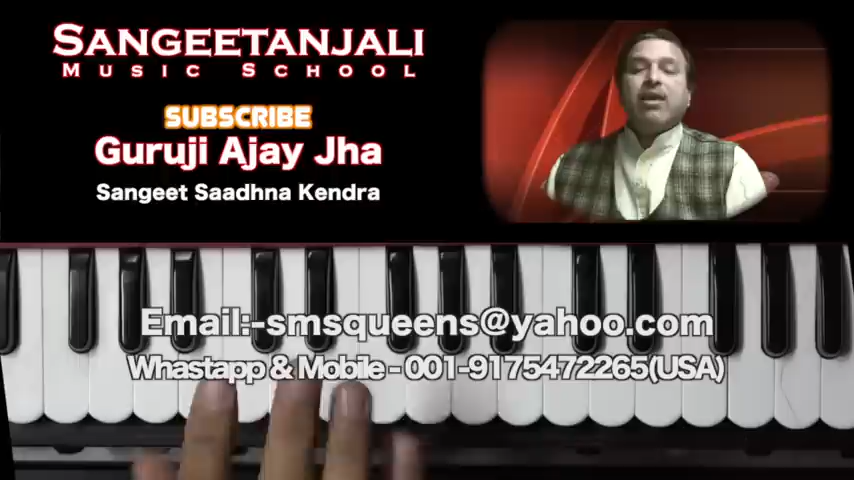 SANGEETANJALI
MUSIC SCHOOL
SUBSCRIBE
Guruji Ajay Jha
Sangeet Saadhna Kendra
Email:-smsqueens@yahoo.com
Whastapp & Mobile - 001-9175472265(USA)